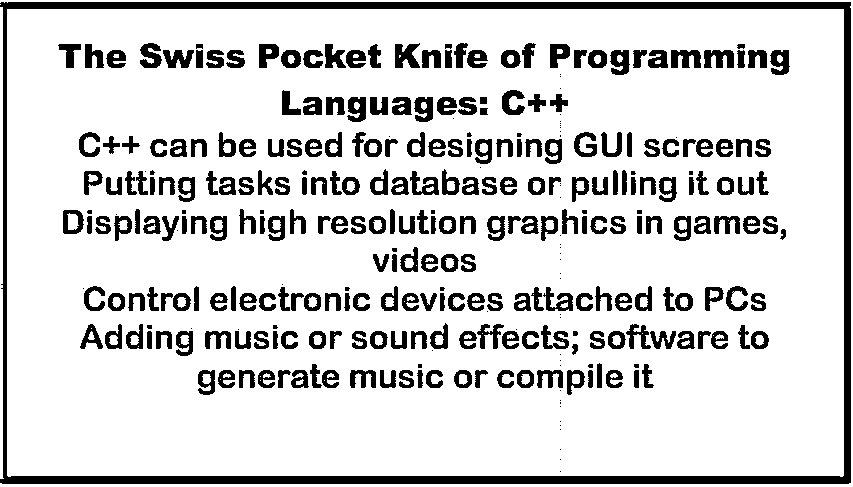 The Swiss Pocket Knife of Programming
Languages: C++
C++ can be used for designing GUI screens
Putting tasks into database or pulling it out
Displaying high resolution graphics in games,
videos
Control electronic devices attached to PCs
Adding music or sound effects; software to
generate music or compile it